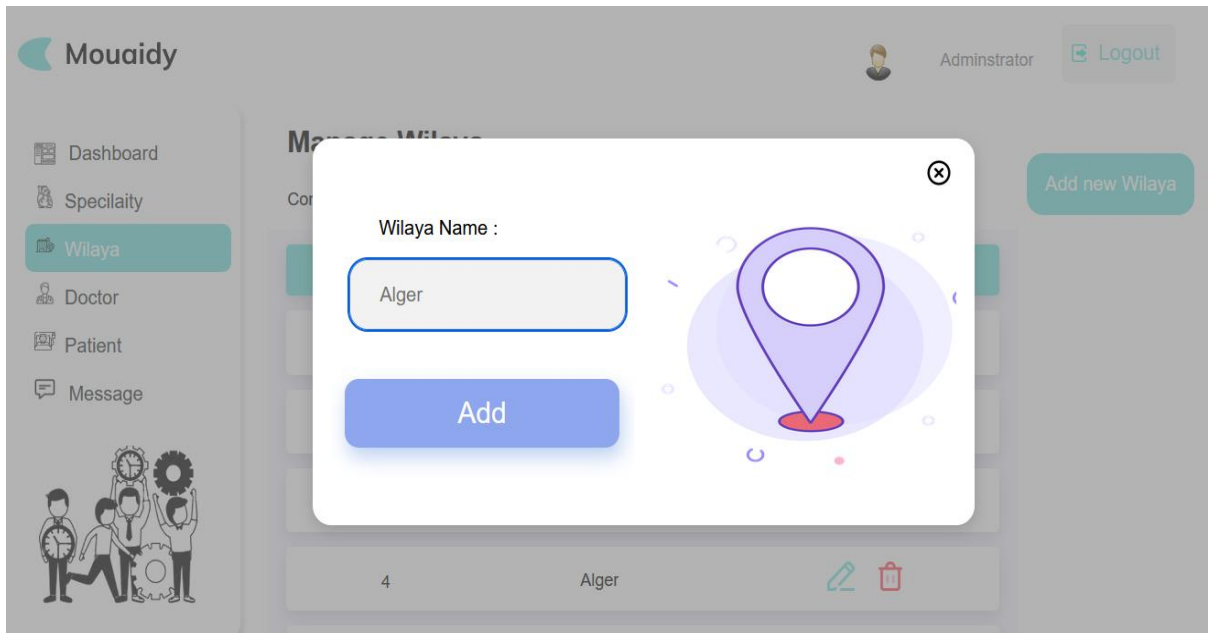 Mouaidy
Adminstrator
Logout
Dashboard
Specilaity
Wilaya
Doctor
Patient
Message
Add new Wilaya
Wilaya Name :
Alger
Add
4 Alger